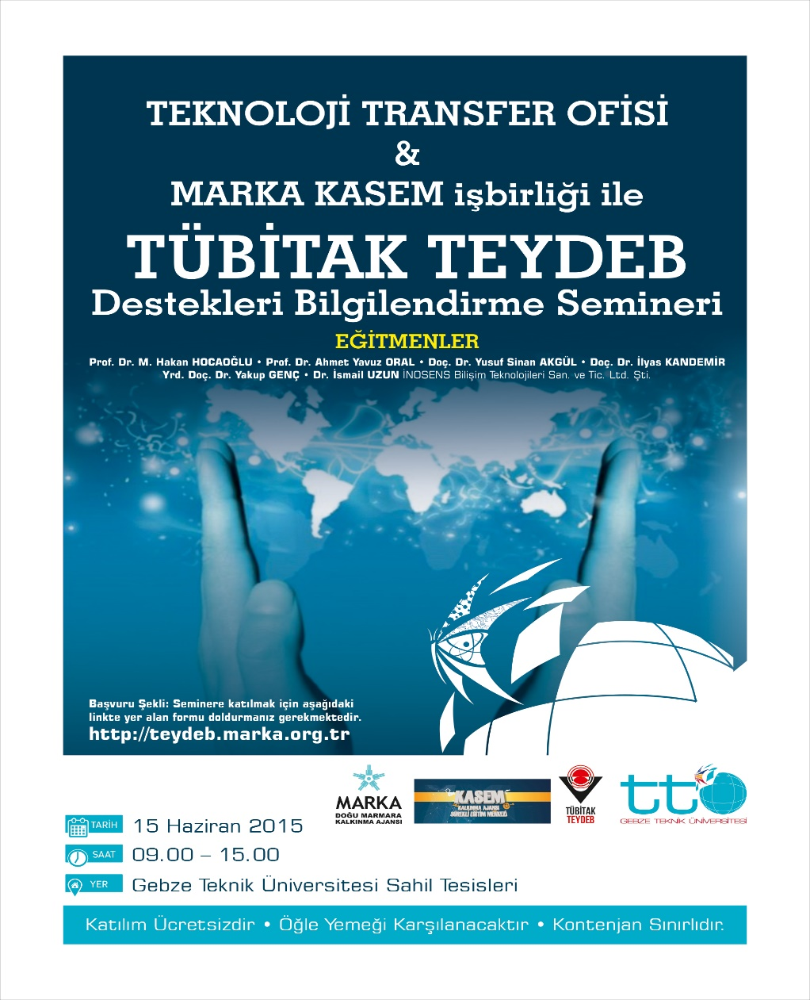 TEKNOLOJİ TRANSFER OFİSİ
&
MARKA KASEM işbirliği ile
TÜBİTAK TEYDEB
Destekleri Bilgilendirme Semineri
EĞİTMENLER
Prof. Dr. M. Hakan HOCAOĞLU • Prof. Dr. Ahmet Yavuz ORAL • Doç. Dr. Yusuf Sinan AKGÜL • Doç. Dr. İlyas KANDEMİR
Yrd. Doç. Dr. Yakup GENÇ • Dr. İsmail UZUN İNOSENS Bilişim Teknolojileri San. ve Tic. Ltd. Şti.
Başvuru Şekli: Seminere katılmak için aşağıdaki
linkte yer alan formu doldurmanız gerekmektedir.
http://teydeb.marka.org.tr
MARKA
DOĞU MARMARA
KALKINMA AJANSI
KASEM
KALKINMA AJANSI
SÜREKLİ EĞİTİM MERKEZİ
TÜBİTAK
TEYDEB
tto
GEBZE TEKNİK ÜNİVERSİTESİ
TARİH 15 Haziran 2015
SAAT 09.00 – 15.00
YER Gebze Teknik Üniversitesi Sahil Tesisleri
Katılım Ücretsizdir • Öğle Yemeği Karşılanacaktır • Kontenjan Sınırlıdır.